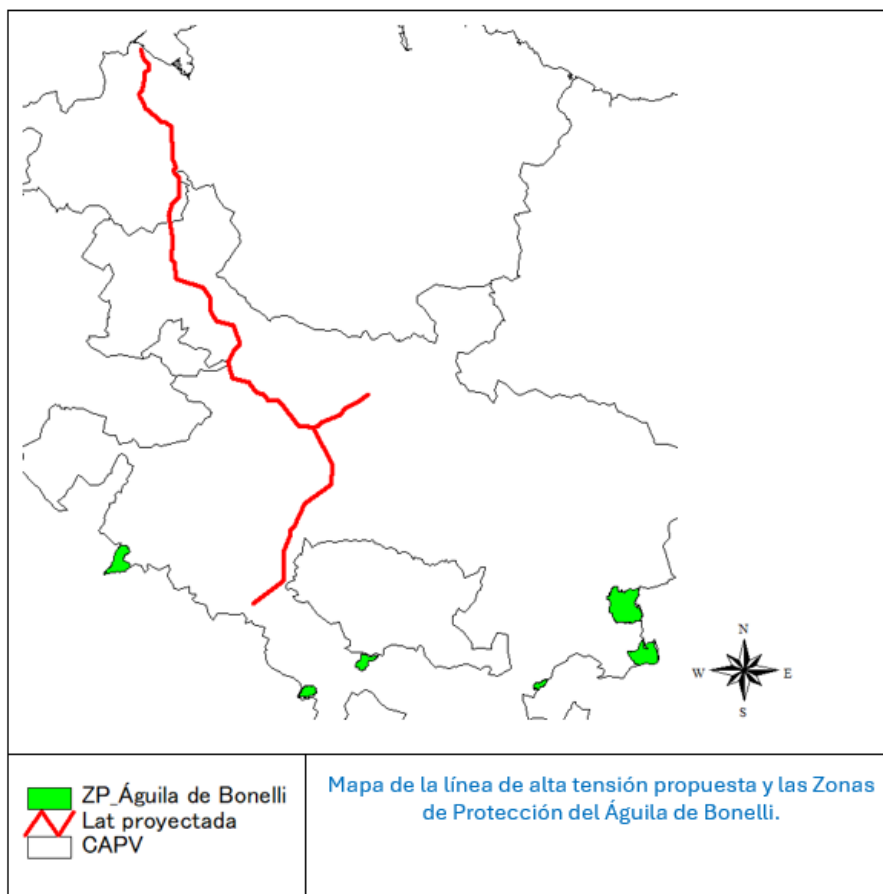 N
W E
S
ZP_Águila de Bonelli
Lat proyectada
CAPV
Mapa de la línea de alta tensión propuesta y las Zonas
de Protección del Águila de Bonelli.